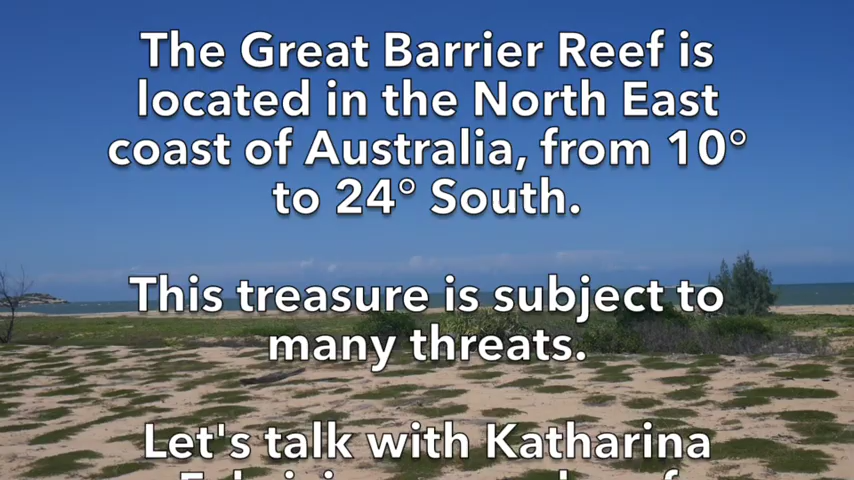 The Great Barrier Reef is
located in the North East
coast of Australia, from 10°
to 24° South.
This treasure is subject to
many threats.
Let's talk with Katharina